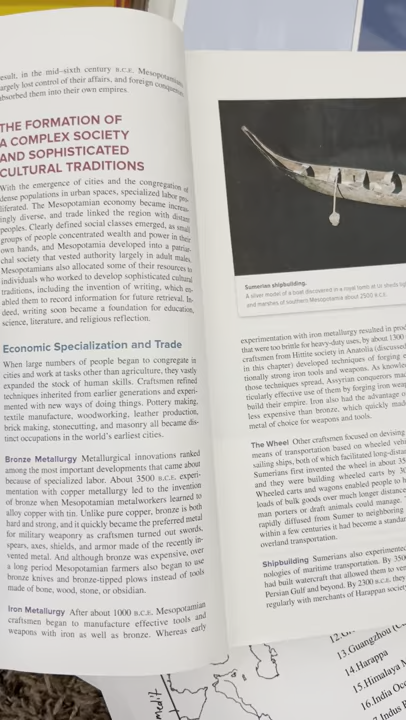 esult, in the mid–sixth century B.C.E. Mesopotamians
argely lost control of their affairs, and foreign conquerors
absorbed them into their own empires.
THE FORMATION OF
A COMPLEX SOCIETY
AND SOPHISTICATED
CULTURAL TRADITIONS
With the emergence of cities and the congregation of
dense populations in urban spaces, specialized labor pro-
liferated. The Mesopotamian economy became increas-
ingly diverse, and trade linked the region with distant
peoples. Clearly defined social classes emerged, as small
groups of people concentrated wealth and power in their
own hands, and Mesopotamia developed into a patriar-
chal society that vested authority largely in adult males.
Mesopotamians also allocated some of their resources to
individuals who worked to develop sophisticated cultural
traditions, including the invention of writing, which en-
abled them to record information for future retrieval. In-
deed, writing soon became a foundation for education,
science, literature, and religious reflection.
Economic Specialization and Trade
When large numbers of people began to congregate in
cities and work at tasks other than agriculture, they vastly
expanded the stock of human skills. Craftsmen refined
techniques inherited from earlier generations and experi-
mented with new ways of doing things. Pottery making,
textile manufacture, woodworking, leather production,
brick making, stonecutting, and masonry all became dis-
tinct occupations in the world's earliest cities.
Bronze Metallurgy Metallurgical innovations ranked
among the most important developments that came about
because of specialized labor. About 3500 B.C.E. experi-
mentation with copper metallurgy led to the invention
of bronze when Mesopotamian metalworkers learned to
alloy copper with tin. Unlike pure copper, bronze is both
hard and strong, and it quickly became the preferred metal
for military weaponry as craftsmen turned out swords,
spears, axes, shields, and armor made of the recently in-
vented metal. And although bronze was expensive, over
a long period Mesopotamian farmers also began to use
bronze knives and bronze-tipped plows instead of tools
made of bone, wood, stone, or obsidian.
Iron Metallurgy After about 1000 B.C.E. Mesopotamian
craftsmen began to manufacture effective tools and
weapons with iron as well as bronze. Whereas early
Sumerian shipbuilding.
A silver model of a boat discovered in a royal tomb at Ur sheds lig
and marshes of southern Mesopotamia about 2500 B.C.E.
experimentation with iron metallurgy resulted in prod
that were too brittle for heavy-duty uses, by about 1300
craftsmen from Hittite society in Anatolia (discussed
in this chapter) developed techniques of forging e
tionally strong iron tools and weapons. As knowle
those techniques spread, Assyrian conquerors mad
ticularly effective use of them by forging iron weap
build their empire. Iron also had the advantage o
less expensive than bronze, which quickly mad
metal of choice for weapons and tools.
The Wheel Other craftsmen focused on devising
means of transportation based on wheeled vehi
sailing ships, both of which facilitated long-distan
Sumerians first invented the wheel in about 35
and they were building wheeled carts by 30
Wheeled carts and wagons enabled people to h
loads of bulk goods over much longer distances
man porters or draft animals could manage.
rapidly diffused from Sumer to neighboring
within a few centuries it had become a standar
overland transportation.
Shipbuilding Sumerians also experimente
nologies of maritime transportation. By 350
had built watercraft that allowed them to ver
Persian Gulf and beyond. By 2300 B.C.E. they
regularly with merchants of Harappan societ
13.Guangzhou (C
14.Harappa
15.Himalaya M
16.India Oce
Indus R
medit